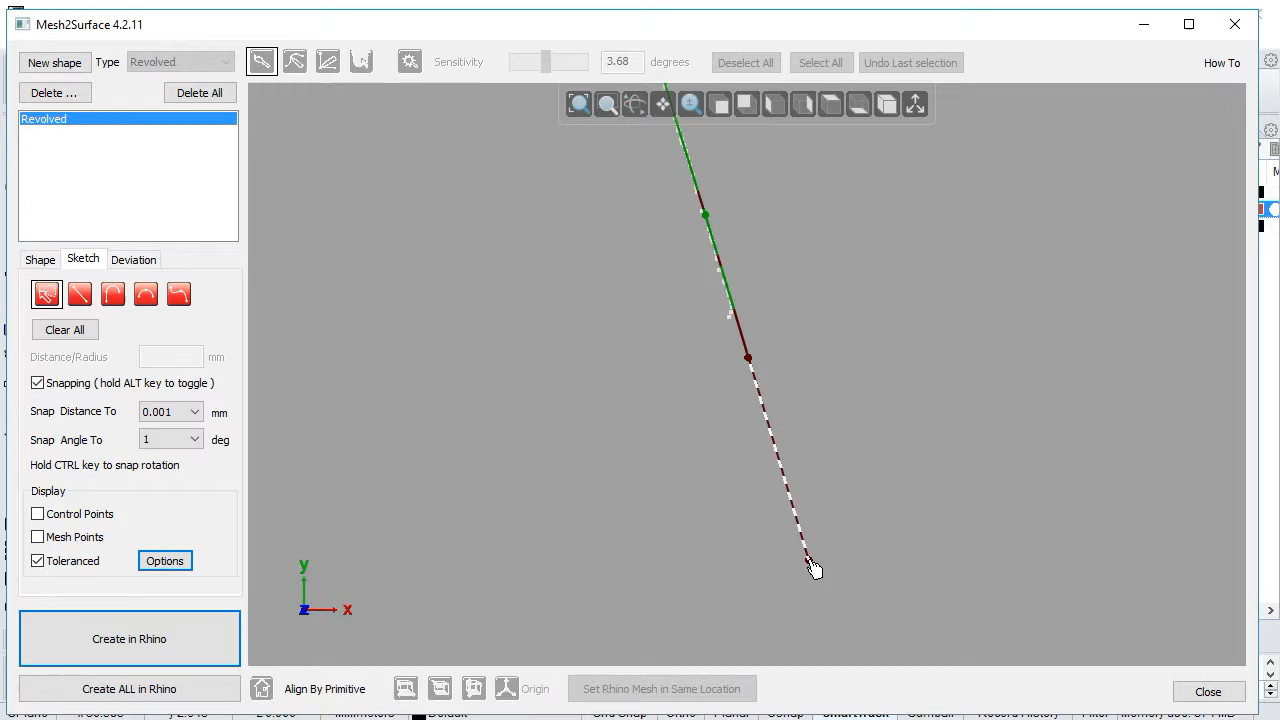 Mesh2Surface 4.2.11
New shape Type Revolved Sensitivity 3.68 degrees Deselect All Select All Undo Last selection How To
Delete ... Delete All
Revolved
Shape Sketch Deviation
Clear All
Distance/Radius mm
Snapping ( hold ALT key to toggle )
Snap Distance To 0.001 mm
Snap Angle To 1 deg
Hold CTRL key to snap rotation
Display
Control Points
Mesh Points
Toleranced Options
y
z x
Create in Rhino
Create ALL in Rhino Align By Primitive Origin Set Rhino Mesh in Same Location Close